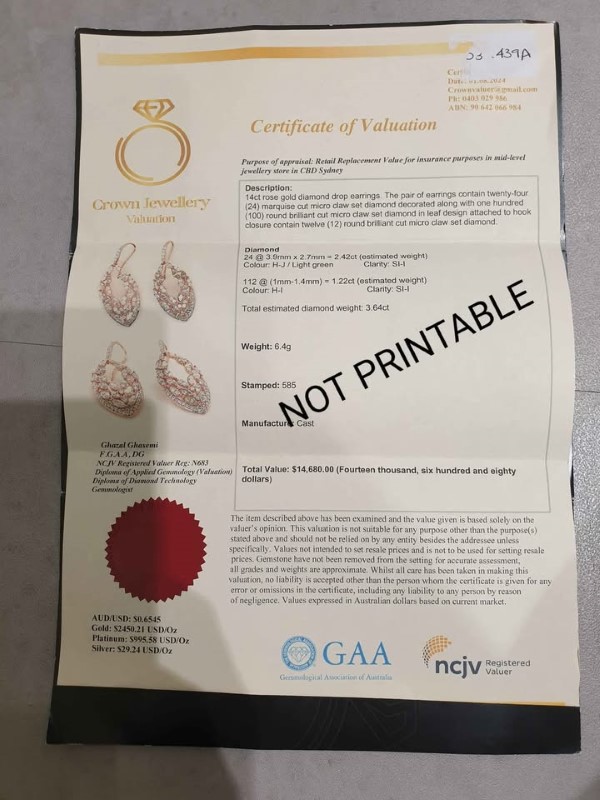 03 .439A
Certi
Date: 01.08.2024
Crownvaluer@gmail.com
Ph: 0403 029 966
ABN: 99 642 066 984
Certificate of Valuation
Crown Jewellery
Valuation
Purpose of appraisal: Retail Replacement Value for insurance purposes in mid-level
jewellery store in CBD Sydney
Description:
14ct rose gold diamond drop earrings. The pair of earrings contain twenty-four
(24) marquise cut micro claw set diamond decorated along with one hundred
(100) round brilliant cut micro claw set diamond in leaf design attached to hook
closure contain twelve (12) round brilliant cut micro claw set diamond.
Diamond
24 @ 3.9mm x 2.7mm = 2.42ct (estimated weight)
Colour: H-J / Light green Clarity: SI-I
112 @ (1mm-1.4mm) = 1.22ct (estimated weight)
Colour: H-I Clarity: SI-I
Total estimated diamond weight: 3.64ct
Weight: 6.4g
Stamped: 585
Manufacture: Cast
NOT PRINTABLE
Total Value: $14,680.00 (Fourteen thousand, six hundred and eighty
dollars)
Ghazal Ghasemi
F.G.A.A, DG
NCJV Registered Valuer Reg: N683
Diploma of Applied Gemmology (Valuation)
Diploma of Diamond Technology
Gemmologist
The item described above has been examined and the value given is based solely on the
valuer's opinion. This valuation is not suitable for any purpose other than the purpose(s)
stated above and should not be relied on by any entity besides the addressee unless
specifically. Values not intended to set resale prices and is not to be used for setting resale
prices. Gemstone have not been removed from the setting for accurate assessment,
all grades and weights are approximate. Whilst all care has been taken in making this
valuation, no liability is accepted other than the person whom the certificate is given for any
error or omissions in the certificate, including any liability to any person by reason
of negligence. Values expressed in Australian dollars based on current market.
AUD/USD: $0.6545
Gold: $2450.21 USD/Oz
Platinum: $995.58 USD/Oz
Silver: $29.24 USD/Oz
GAA
Gemmological Association of Australia
ncjv Registered
Valuer